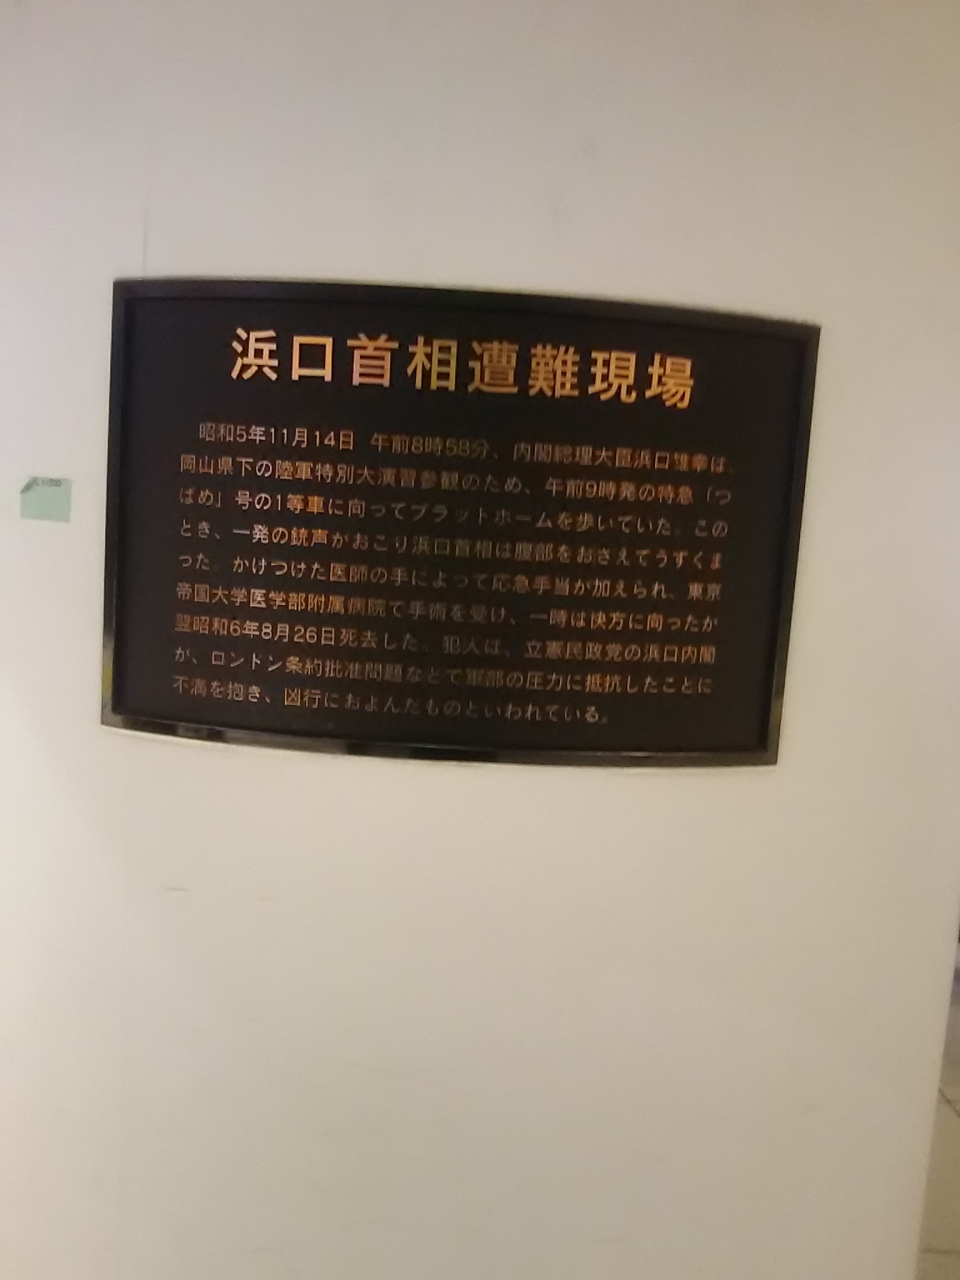 浜口首相遭難現場
昭和5年11月14日 午前8時58分、内閣総理大臣浜口雄幸は、
岡山県下の陸軍特別大演習参観のため、午前9時発の特急「つ
ばめ」号の1等車に向ってプラットホームを歩いていた。この
とき、一発の銃声がおこり浜口首相は腹部をおさえてうずくま
った。かけつけた医師の手によって応急手当が加えられ、東京
帝国大学医学部附属病院で手術を受け、一時は快方に向ったが
翌昭和6年8月26日死去した。犯人は、立憲民政党の浜口内閣
が、ロンドン条約批准問題などで軍部の圧力に抵抗したことに
不満を抱き、凶行におよんだものといわれている。